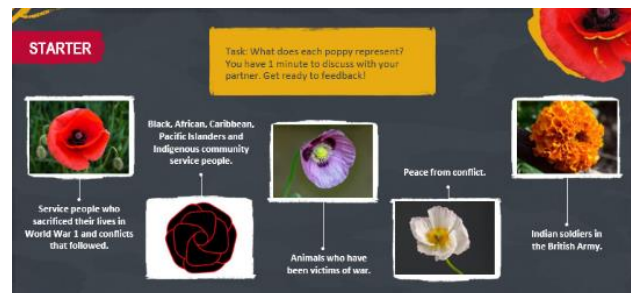 STARTER
Task: What does each poppy represent?
You have 1 minute to discuss with your
partner. Get ready to feedback!
Service people who
sacrificed their lives in
World War 1 and conflicts
that followed.
Black, African, Caribbean,
Pacific Islanders and
Indigenous community
service people.
Animals who have
been victims of war.
Peace from conflict.
Indian soldiers in
the British Army.